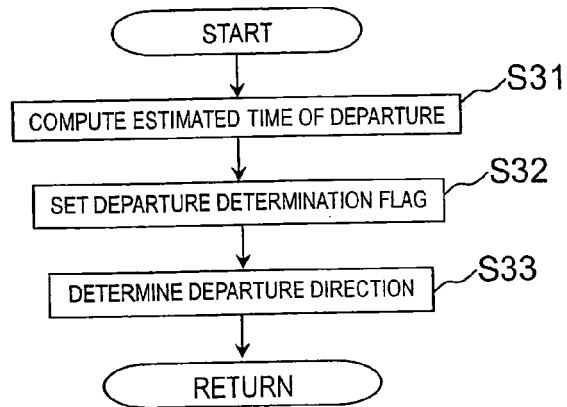 START
S31
COMPUTE ESTIMATED TIME OF DEPARTURE
S32
SET DEPARTURE DETERMINATION FLAG
S33
DETERMINE DEPARTURE DIRECTION
RETURN